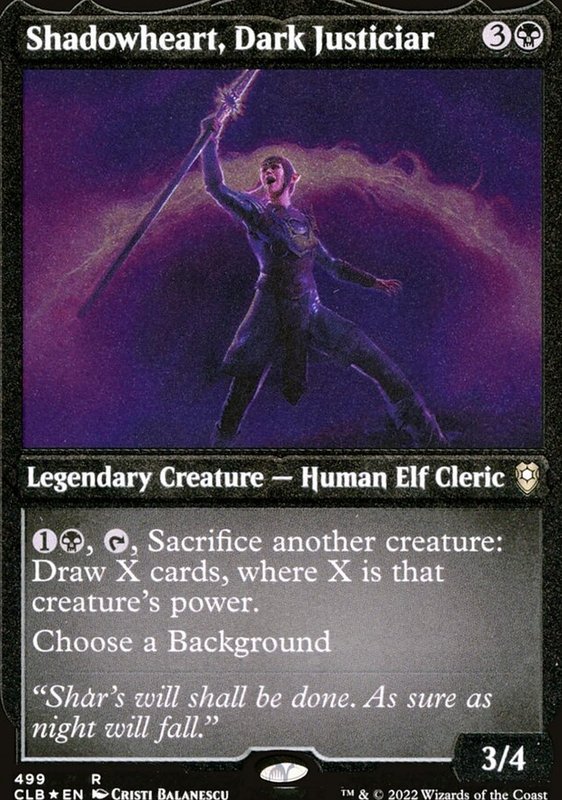 Shadowheart, Dark Justiciar 3
Legendary Creature — Human Elf Cleric
1, , Sacrifice another creature:
Draw X cards, where X is that
creature's power.
Choose a Background
"Shar's will shall be done. As sure as
night will fall."
3/4
499 R
CLB★EN Cristi Balanescu
™ & © 2022 Wizards of the Coast